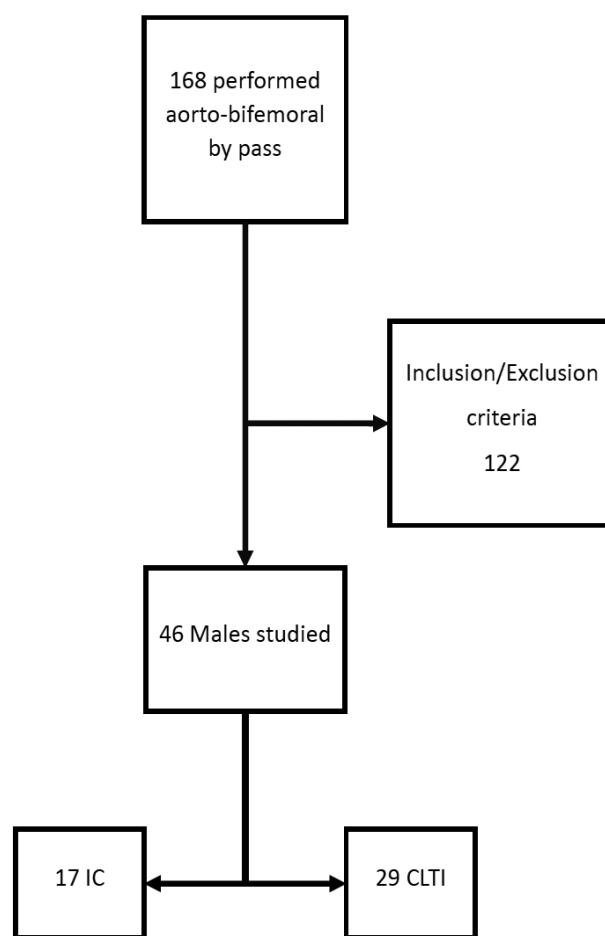 168 performed
aorto-bifemoral
by pass
Inclusion/Exclusion
criteria
122
46 Males studied
17 IC
29 CLTI